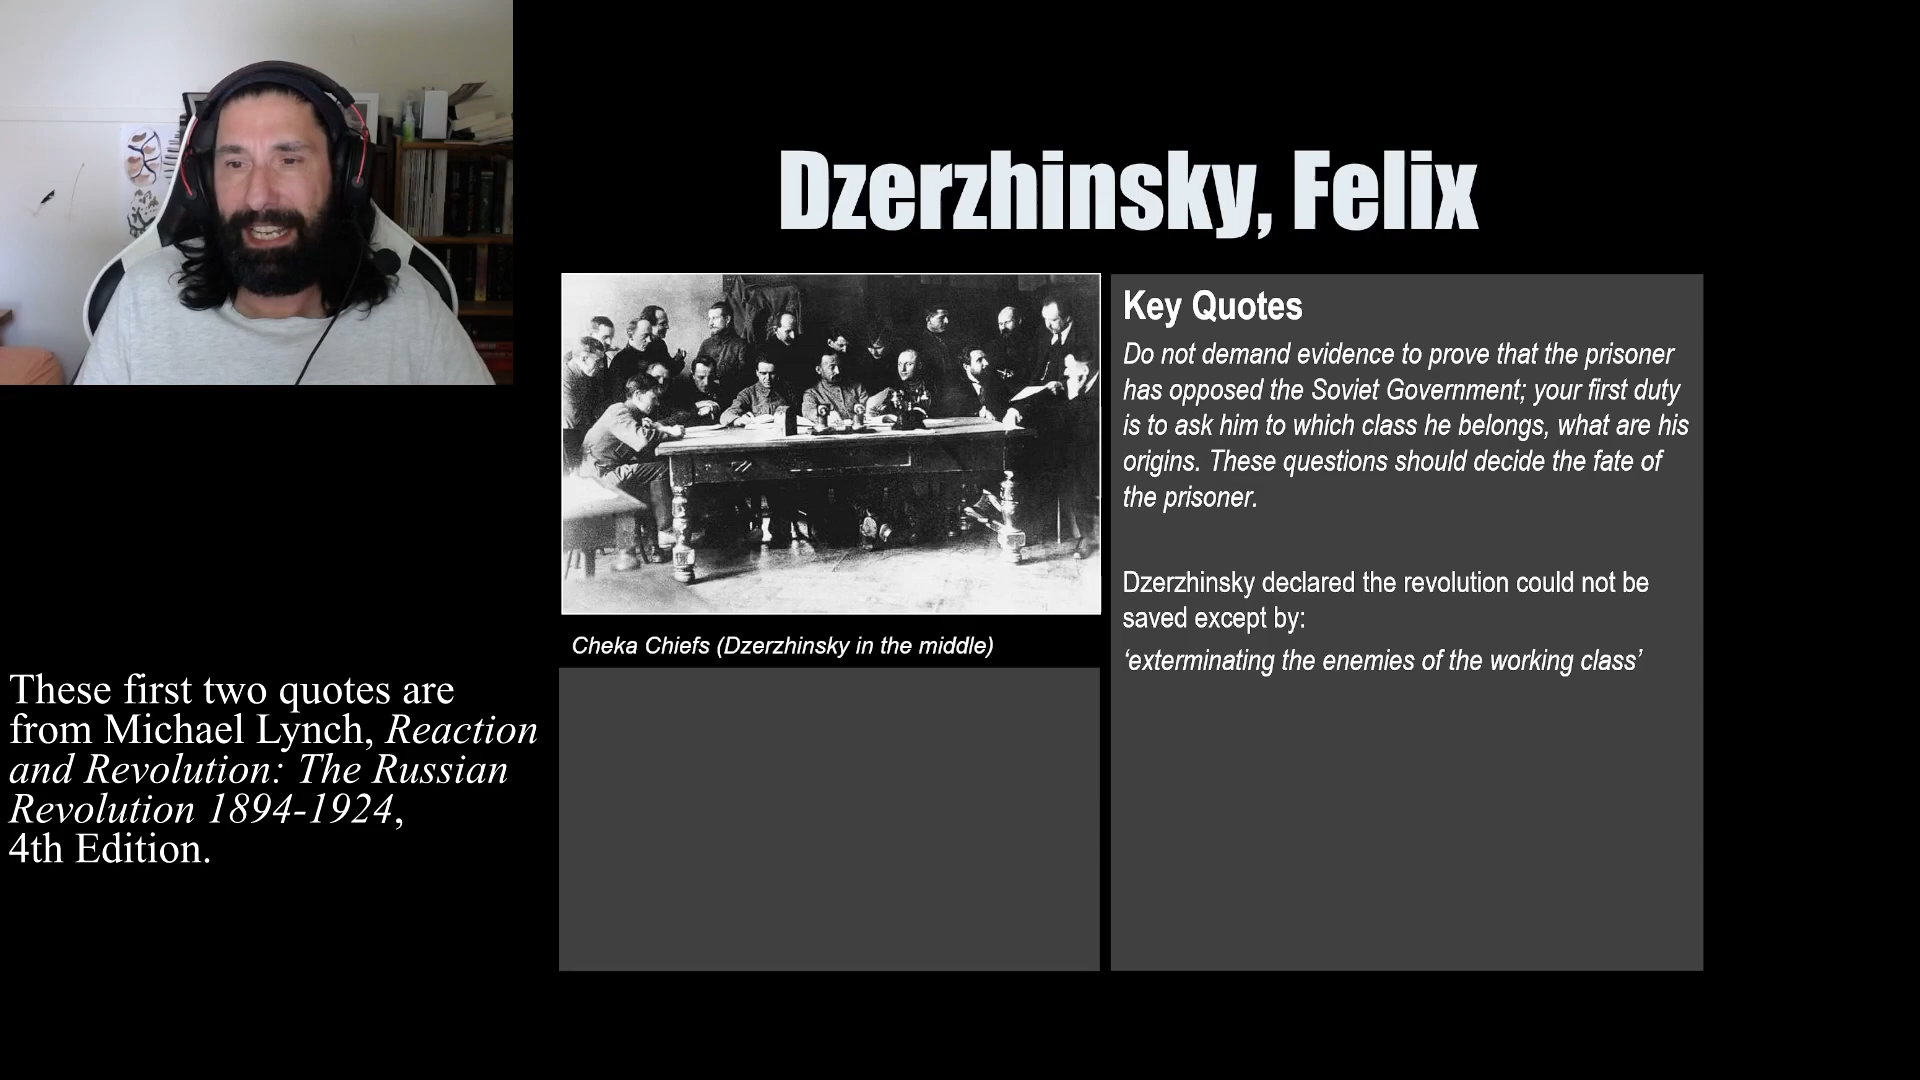 Dzerzhinsky, Felix
Key Quotes
Do not demand evidence to prove that the prisoner
has opposed the Soviet Government; your first duty
is to ask him to which class he belongs, what are his
origins. These questions should decide the fate of
the prisoner.
Dzerzhinsky declared the revolution could not be
saved except by:
‘exterminating the enemies of the working class’
Cheka Chiefs (Dzerzhinsky in the middle)
These first two quotes are
from Michael Lynch, Reaction
and Revolution: The Russian
Revolution 1894-1924,
4th Edition.